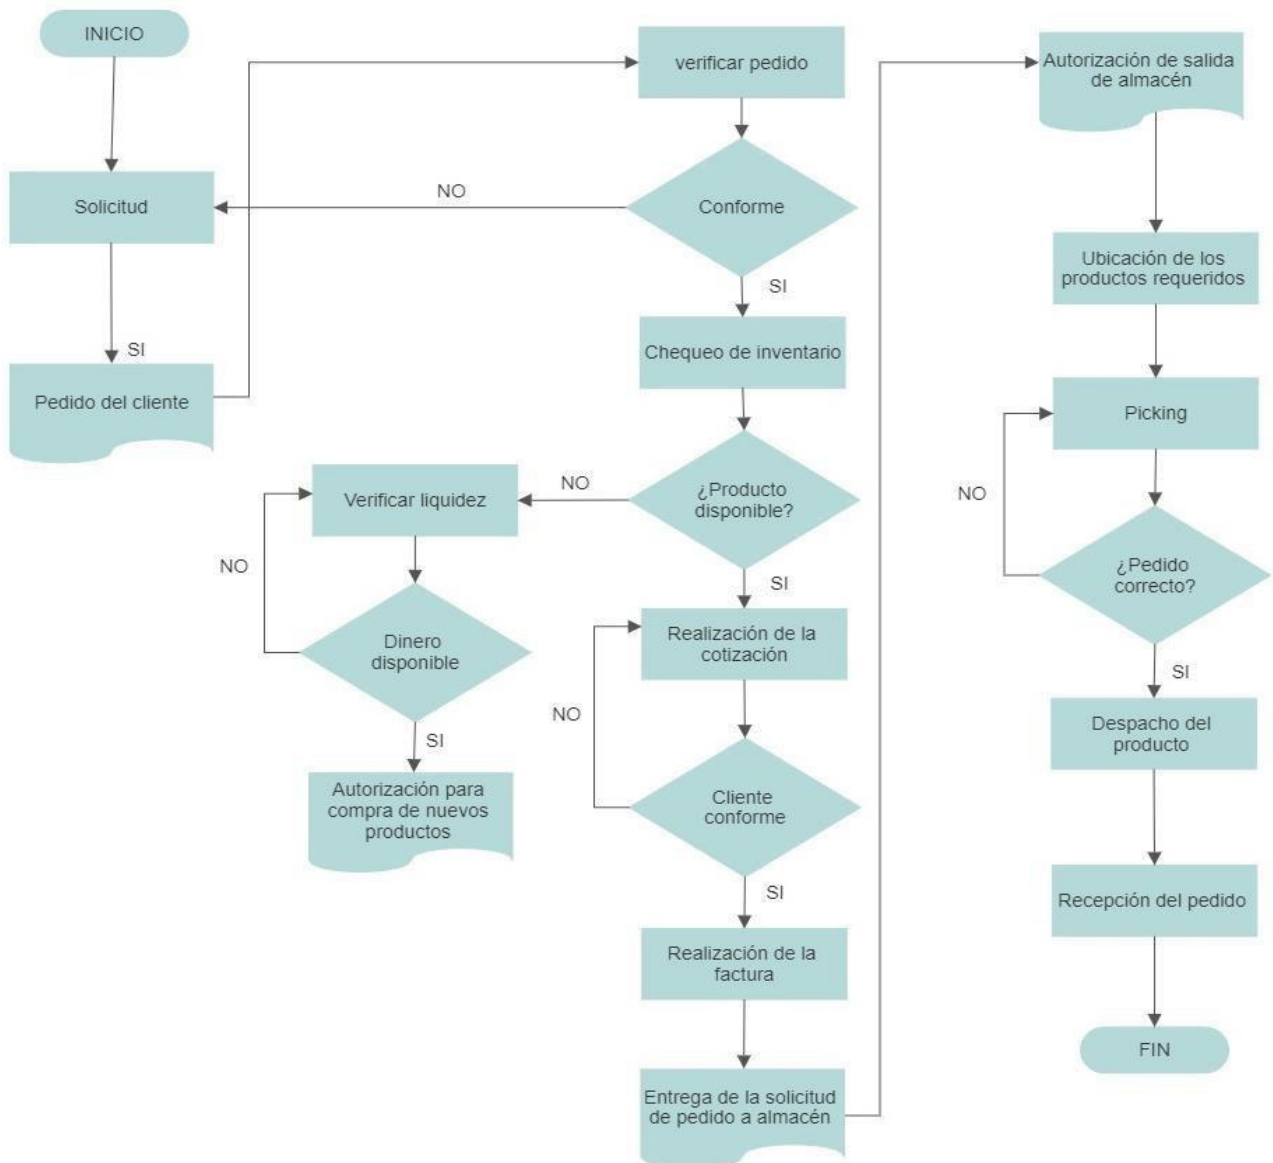 INICIO
Solicitud
SI
Pedido del cliente
verificar pedido
Conforme
NO
SI
Chequeo de inventario
¿Producto
disponible?
NO
Verificar liquidez
NO
Dinero
disponible
SI
Autorización para
compra de nuevos
productos
SI
Realización de la
cotización
NO
Cliente
conforme
SI
Realización de la
factura
Entrega de la solicitud
de pedido a almacén
Autorización de salida
de almacén
Ubicación de los
productos requeridos
Picking
NO
¿Pedido
correcto?
SI
Despacho del
producto
Recepción del pedido
FIN